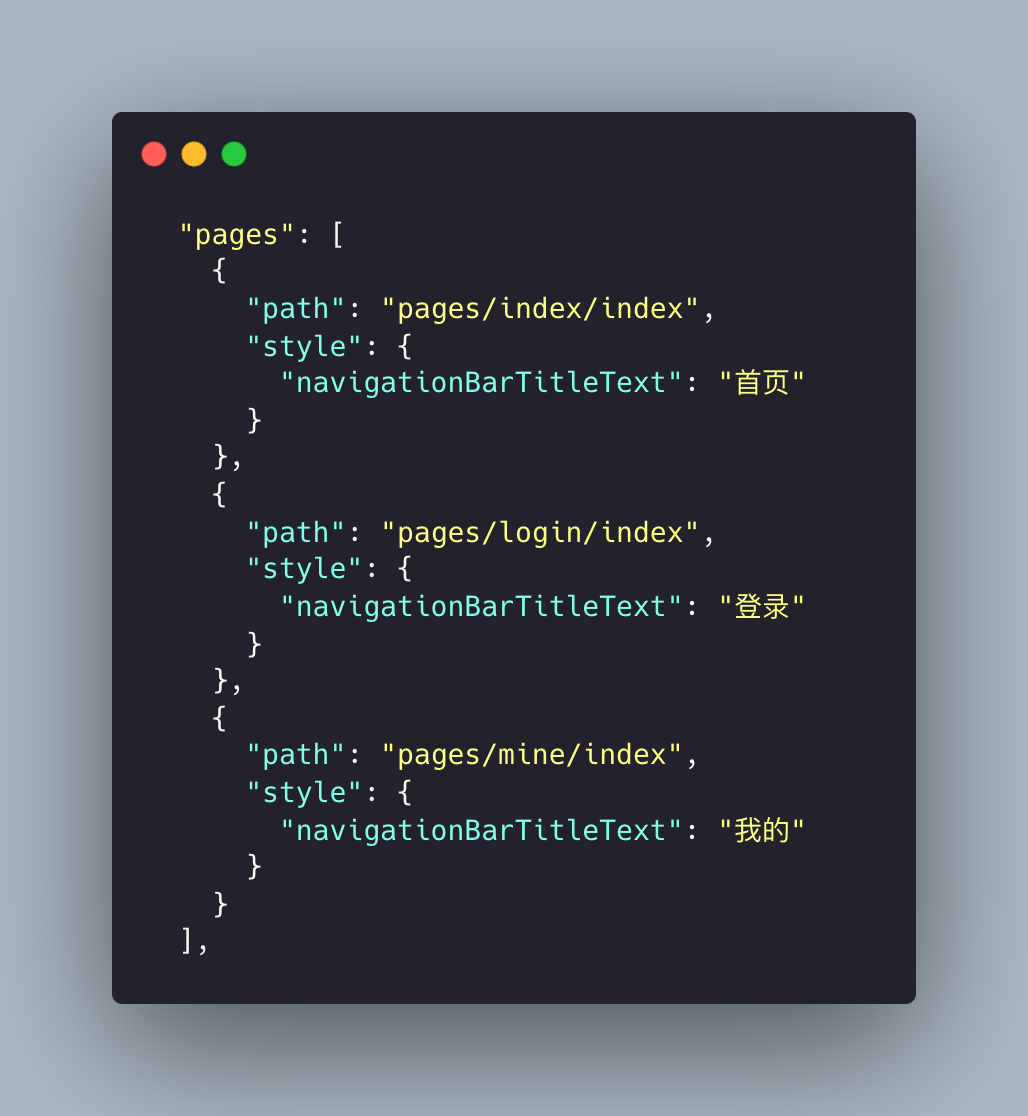 "pages": [
  {
    "path": "pages/index/index",
    "style": {
      "navigationBarTitleText": "首页"
    }
  },
  {
    "path": "pages/login/index",
    "style": {
      "navigationBarTitleText": "登录"
    }
  },
  {
    "path": "pages/mine/index",
    "style": {
      "navigationBarTitleText": "我的"
    }
  }
],